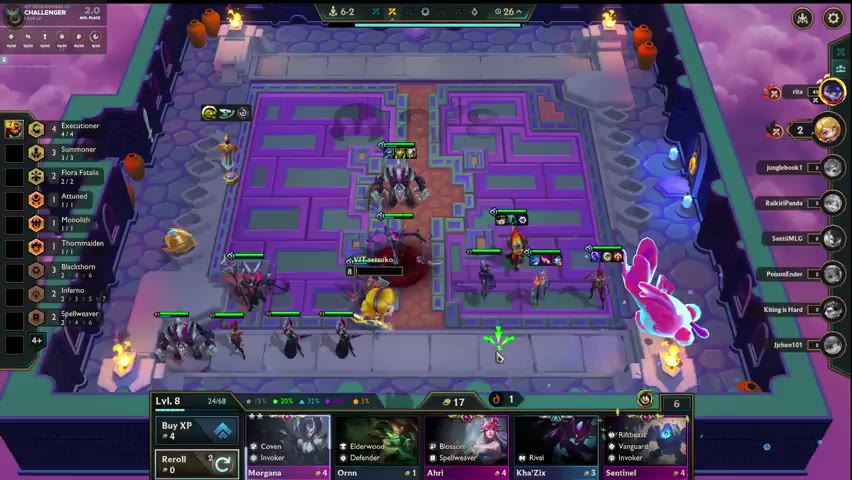 CHALLENGER
2.0
6-2
26
4 Executioner
4 / 4
3 Summoner
3 / 3
2 Flora Fatalis
2 / 2
1 Attuned
1 / 1
1 Monolith
1 / 1
1 Thornmaiden
1 / 1
3 Blackthorn
2 Inferno
2 Spellweaver
4+
rita
2
junglebook1
RaikiriPanda
SantiiMLG
PoisonEnder
Kiting is Hard
Jjchen101
VIT setsuko
8
Lvl. 8 24/68
15% 20% 32% 3%
17
1
6
Buy XP
4
Reroll 2
0
Coven
Invoker
Morgana 4
Elderwood
Defender
Ornn 1
Blossom
Spellweaver
Ahri 4
Rival
Kha'Zix 3
Riftbeast
Vanguard
Invoker
Sentinel 4